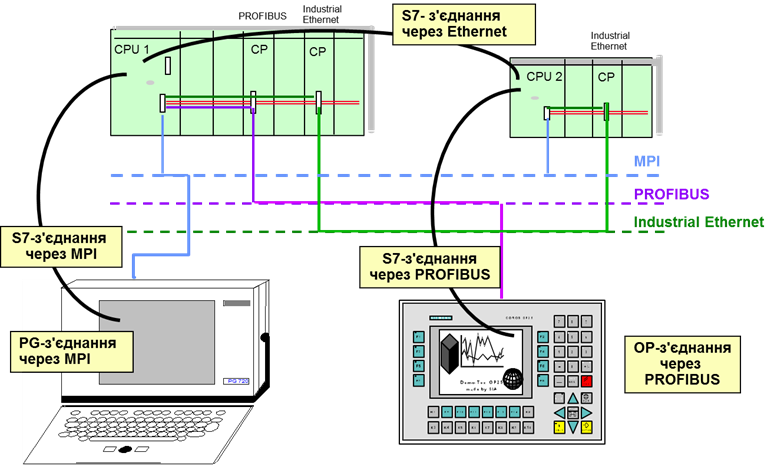 PROFIBUS
Industrial
Ethernet
S7- з'єднання
через Ethernet
Industrial
Ethernet
CPU 1
CP
CP
CPU 2
CP
MPI
PROFIBUS
Industrial Ethernet
S7-з'єднання
через MPI
S7-з'єднання
через PROFIBUS
PG-з'єднання
через MPI
PG 720
OP-з'єднання
через
PROFIBUS
made by